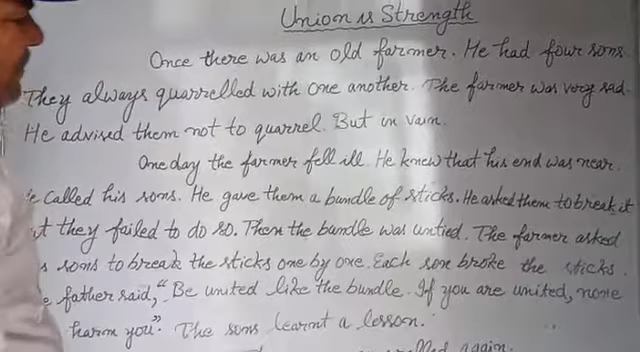 Union is Strength
Once there was an old farmer. He had four sons.
They always quarrelled with one another. The farmer was very sad.
He advised them not to quarrel. But in vain.
One day the farmer fell ill. He knew that his end was near.
called his sons. He gave them a bundle of sticks. He asked them to break it
they failed to do so. Then the bundle was untied. The farmer asked
sons to break the sticks one by one. Each son broke the sticks.
father said, "Be united like the bundle. If you are united, none
harm you". The sons learnt a lesson.
again.